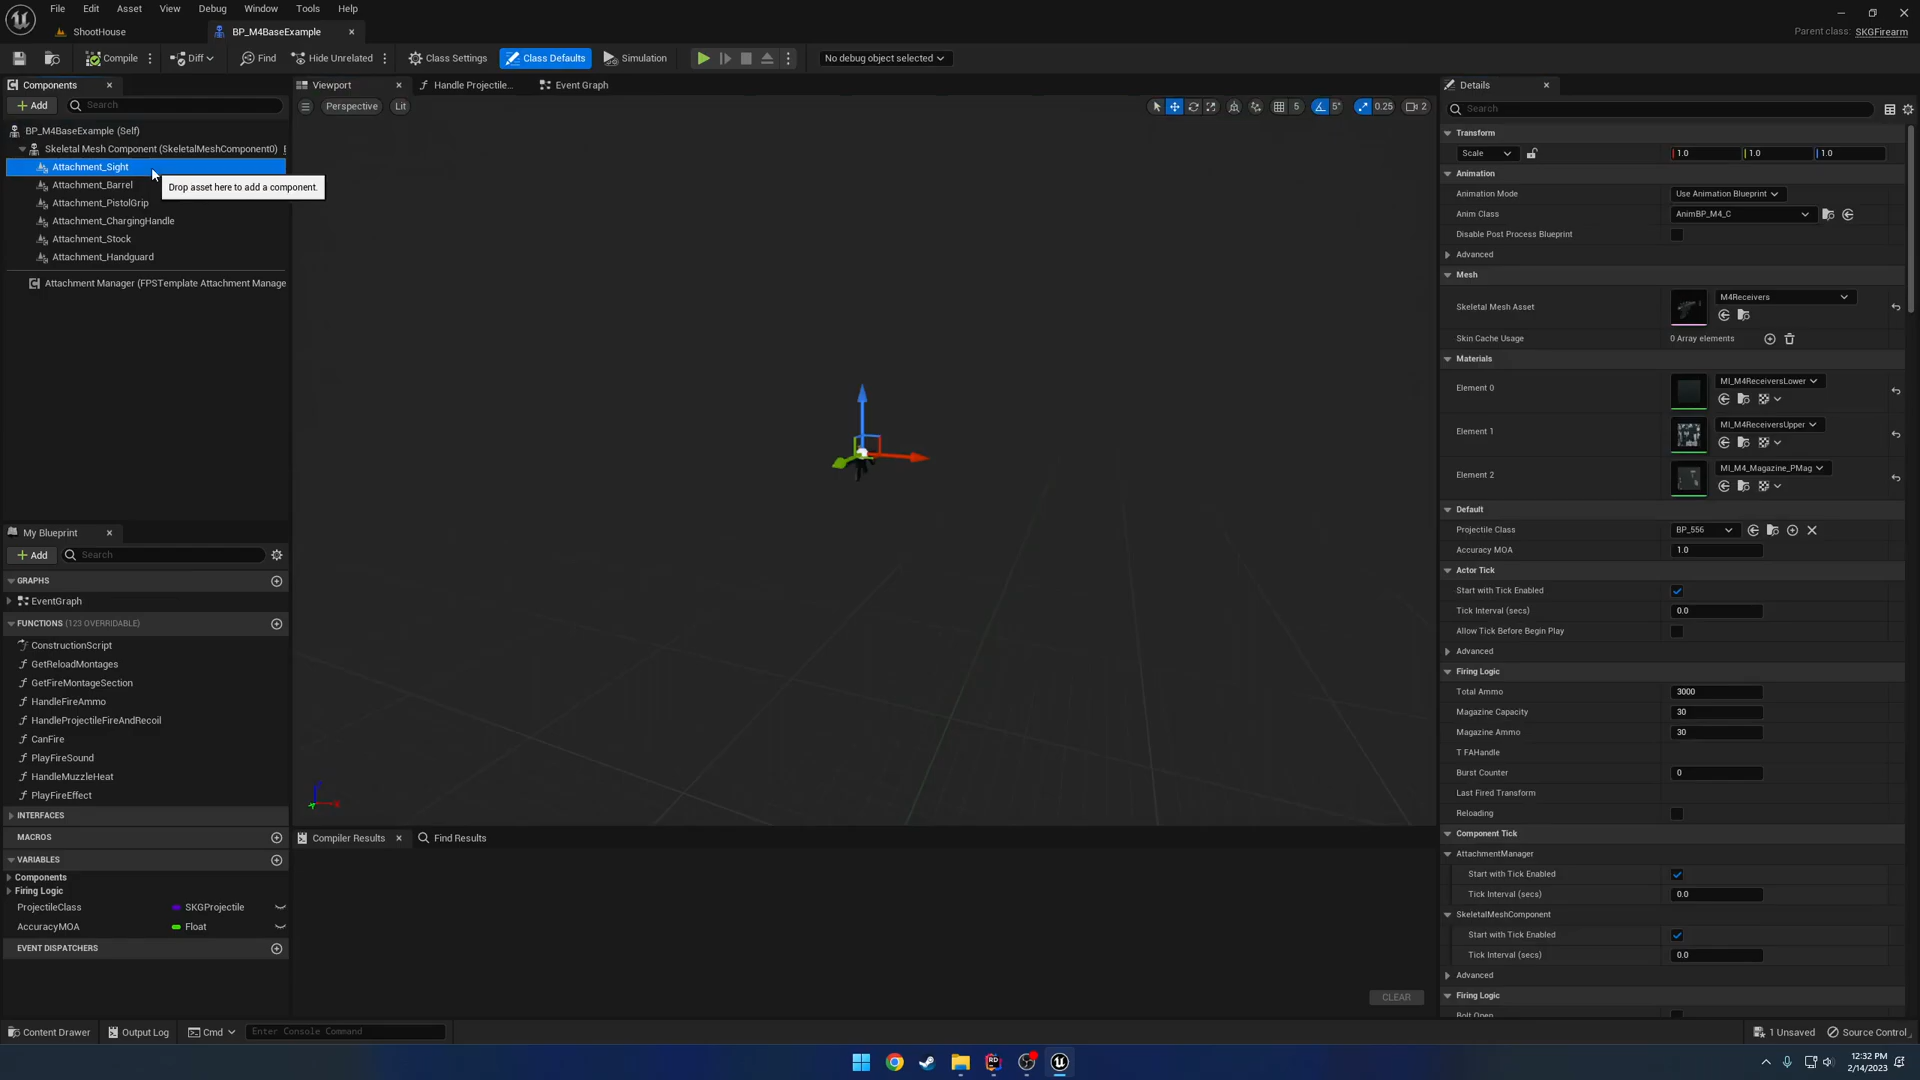 File Edit Asset View Debug Window Tools Help
ShootHouse
BP_M4BaseExample
Parent class: SKGFirearm
Compile
Diff
Find
Hide Unrelated
Class Settings
Class Defaults
Simulation
No debug object selected
Components
Add
Search
BP_M4BaseExample (Self)
Skeletal Mesh Component (SkeletalMeshComponent0)
Attachment_Sight
Attachment_Barrel
Attachment_PistolGrip
Attachment_ChargingHandle
Attachment_Stock
Attachment_Handguard
Attachment Manager (FPSTemplate Attachment Manage
Drop asset here to add a component.
My Blueprint
Add
Search
GRAPHS
EventGraph
FUNCTIONS (123 OVERRIDABLE)
ConstructionScript
GetReloadMontages
GetFireMontageSection
HandleFireAmmo
HandleProjectileFireAndRecoil
CanFire
PlayFireSound
HandleMuzzleHeat
PlayFireEffect
INTERFACES
MACROS
VARIABLES
Components
Firing Logic
ProjectileClass SKGProjectile
AccuracyMOA Float
EVENT DISPATCHERS
Viewport
Handle Projectile...
Event Graph
Perspective
Lit
5
5°
0.25
2
Compiler Results
Find Results
CLEAR
Details
Search
Transform
Scale 1.0 1.0 1.0
Animation
Animation Mode Use Animation Blueprint
Anim Class AnimBP_M4_C
Disable Post Process Blueprint
Advanced
Mesh
Skeletal Mesh Asset M4Receivers
Skin Cache Usage 0 Array elements
Materials
Element 0 MI_M4ReceiversLower
Element 1 MI_M4ReceiversUpper
Element 2 MI_M4_Magazine_PMag
Default
Projectile Class BP_556
Accuracy MOA 1.0
Actor Tick
Start with Tick Enabled
Tick Interval (secs) 0.0
Allow Tick Before Begin Play
Advanced
Firing Logic
Total Ammo 3000
Magazine Capacity 30
Magazine Ammo 30
T FAHandle
Burst Counter 0
Last Fired Transform
Reloading
Component Tick
AttachmentManager
Start with Tick Enabled
Tick Interval (secs) 0.0
SkeletalMeshComponent
Start with Tick Enabled
Tick Interval (secs) 0.0
Advanced
Firing Logic
Bolt Open
Content Drawer
Output Log
Cmd
Enter Console Command
1 Unsaved
Source Control
12:32 PM
2/14/2023